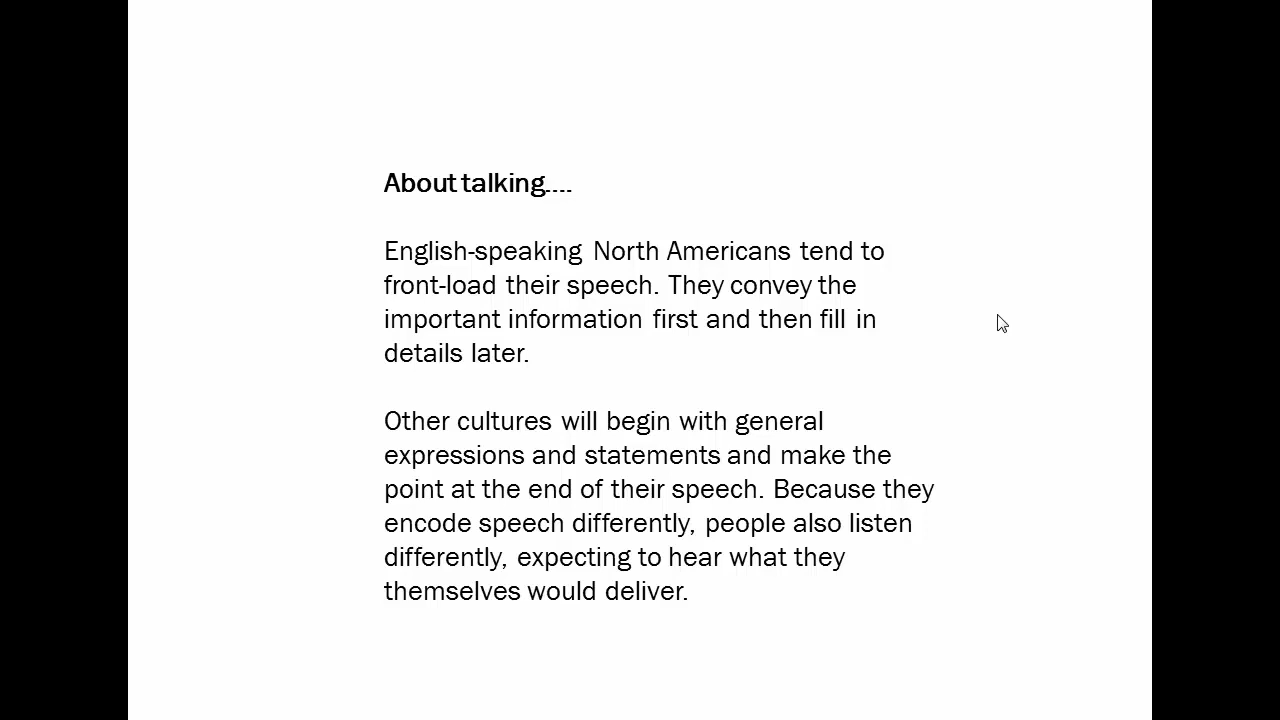 About talking....
English-speaking North Americans tend to
front-load their speech. They convey the
important information first and then fill in
details later.
Other cultures will begin with general
expressions and statements and make the
point at the end of their speech. Because they
encode speech differently, people also listen
differently, expecting to hear what they
themselves would deliver.